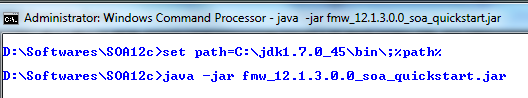 Administrator: Windows Command Processor - java -jar fmw_12.1.3.0.0_soa_quickstart.jar
D:\Softwares\SOA12c>set path=C:\jdk1.7.0_45\bin\;%path%
D:\Softwares\SOA12c>java -jar fmw_12.1.3.0.0_soa_quickstart.jar